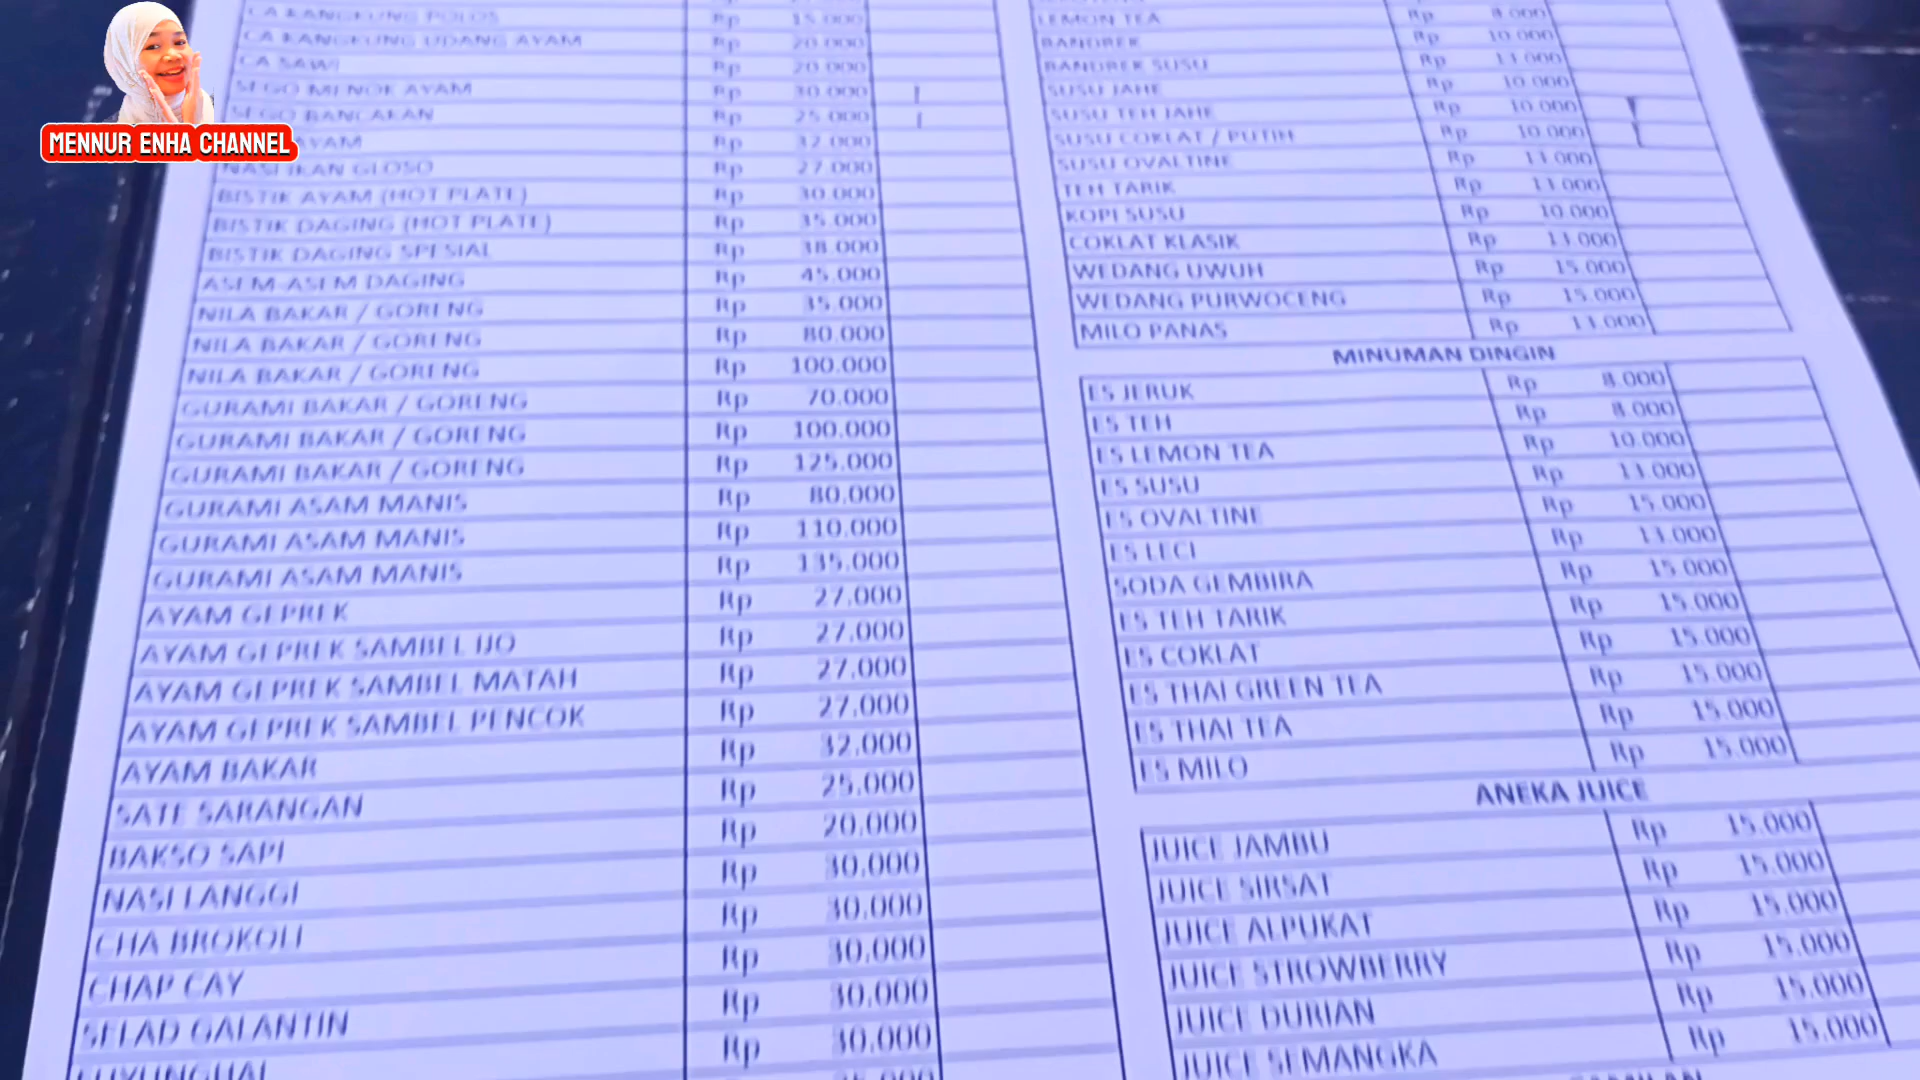 MENNUR ENHA CHANNEL
CA KANGKUNG POLOS Rp 15.000
CA KANGKUNG UDANG AYAM Rp 20.000
CA SAWI Rp 20.000
SEGO MENOK AYAM Rp 30.000
SEGO BANCAKAN Rp 25.000
AYAM Rp 32.000
NASI IKAN GLOSO Rp 27.000
BISTIK AYAM (HOT PLATE) Rp 30.000
BISTIK DAGING (HOT PLATE) Rp 35.000
BISTIK DAGING SPESIAL Rp 38.000
ASEM-ASEM DAGING Rp 45.000
NILA BAKAR / GORENG Rp 35.000
NILA BAKAR / GORENG Rp 80.000
NILA BAKAR / GORENG Rp 100.000
GURAMI BAKAR / GORENG Rp 70.000
GURAMI BAKAR / GORENG Rp 100.000
GURAMI BAKAR / GORENG Rp 125.000
GURAMI ASAM MANIS Rp 80.000
GURAMI ASAM MANIS Rp 110.000
GURAMI ASAM MANIS Rp 135.000
AYAM GEPREK Rp 27.000
AYAM GEPREK SAMBEL IJO Rp 27.000
AYAM GEPREK SAMBEL MATAH Rp 27.000
AYAM GEPREK SAMBEL PENCOK Rp 27.000
AYAM BAKAR Rp 32.000
SATE SARANGAN Rp 25.000
BAKSO SAPI Rp 20.000
NASI LANGGI Rp 30.000
CHA BROKOLI Rp 30.000
CHAP CAY Rp 30.000
SELAD GALANTIN Rp 30.000
FUYUNGHAI Rp 30.000
LEMON TEA Rp 8.000
BANDREK Rp 10.000
BANDREK SUSU Rp 13.000
SUSU JAHE Rp 10.000
SUSU TEH JAHE Rp 10.000
SUSU COKLAT / PUTIH Rp 10.000
SUSU OVALTINE Rp 13.000
TEH TARIK Rp 13.000
KOPI SUSU Rp 10.000
COKLAT KLASIK Rp 13.000
WEDANG UWUH Rp 15.000
WEDANG PURWOCENG Rp 15.000
MILO PANAS Rp 13.000
MINUMAN DINGIN
ES JERUK Rp 8.000
ES TEH Rp 8.000
ES LEMON TEA Rp 10.000
ES SUSU Rp 13.000
ES OVALTINE Rp 15.000
ES LECI Rp 13.000
SODA GEMBIRA Rp 15.000
ES TEH TARIK Rp 15.000
ES COKLAT Rp 15.000
ES THAI GREEN TEA Rp 15.000
ES THAI TEA Rp 15.000
ES MILO Rp 15.000
ANEKA JUICE
JUICE JAMBU Rp 15.000
JUICE SIRSAT Rp 15.000
JUICE ALPUKAT Rp 15.000
JUICE STROWBERRY Rp 15.000
JUICE DURIAN Rp 15.000
JUICE SEMANGKA Rp 15.000